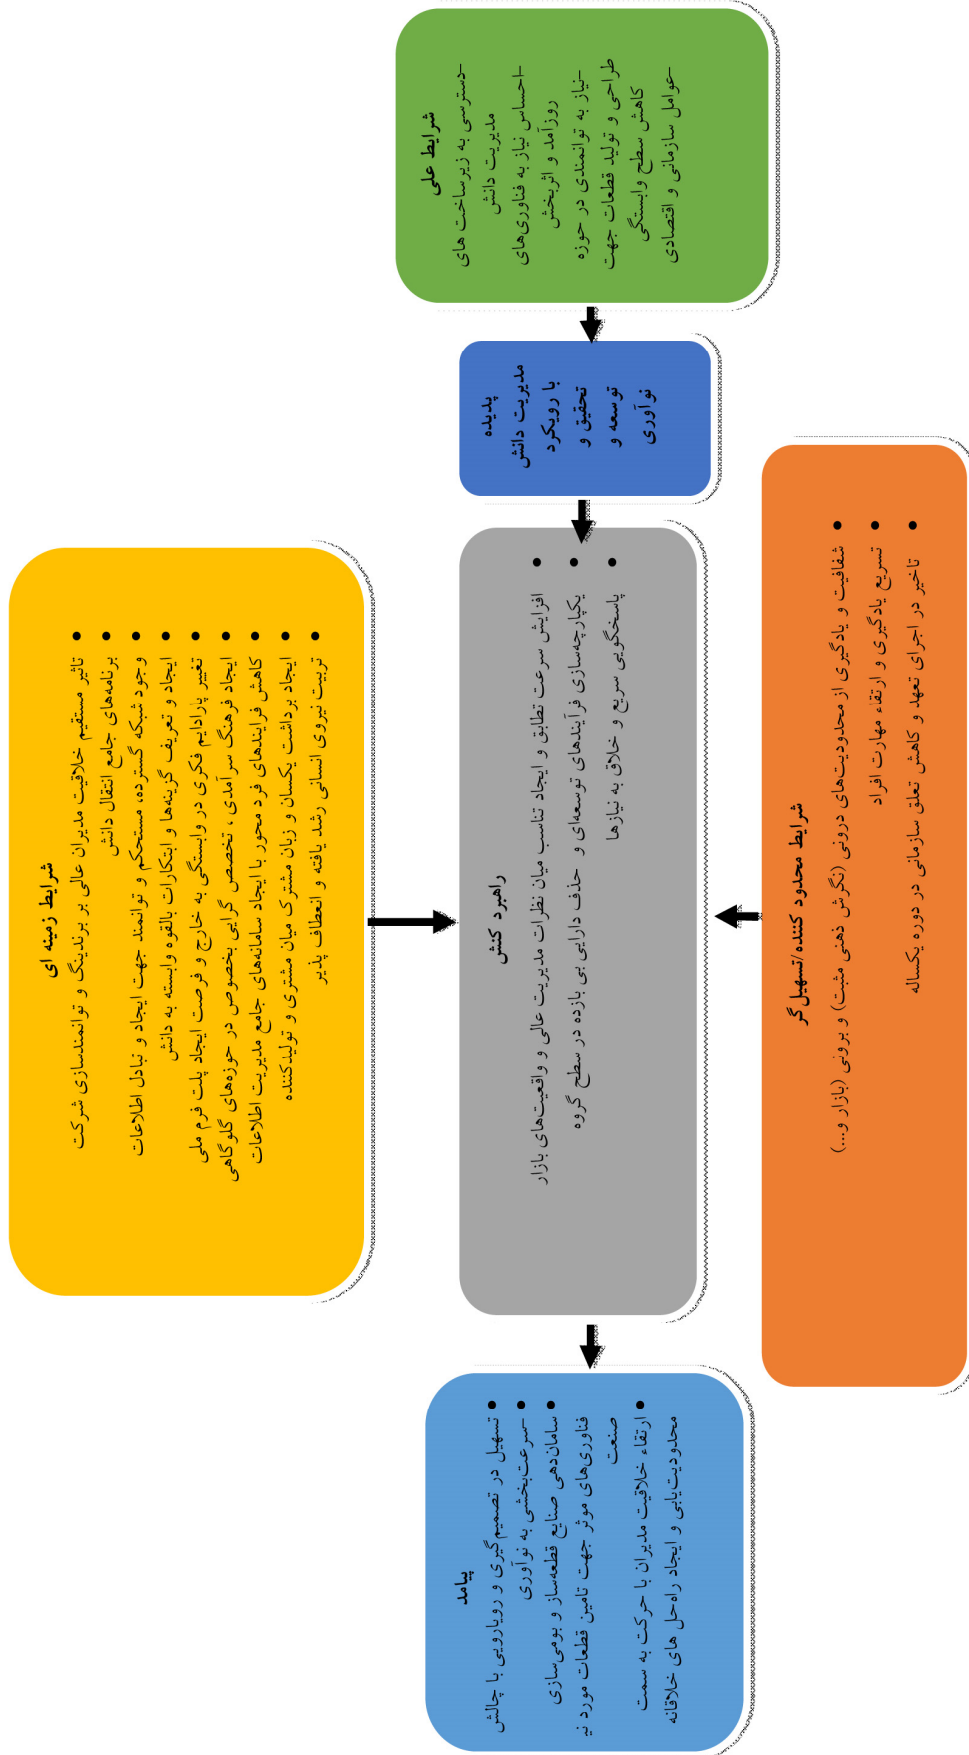 شرایط علی
-دسترسی به زیرساخت های
مدیریت دانش
-احساس نیاز به فناوری‌های
روزآمد و اثربخش
-نیاز به توانمندی در حوزه
طراحی و تولید قطعات جهت
کاهش سطح وابستگی
-عوامل سازمانی و اقتصادی
پدیده
مدیریت دانش
با رویکرد
تحقیق و
توسعه و
نوآوری
شرایط زمینه ای
تاثیر مستقیم خلاقیت مدیران عالی بر برندینگ و توانمندسازی شرکت
برنامه‌های جامع انتقال دانش
وجود شبکه گسترده، مستحکم و توانمند جهت ایجاد و تبادل اطلاعات
ایجاد و تعریف گزینه‌ها و ابتکارات بالقوه وابسته به دانش
تغییر پارادایم فکری در وابستگی به خارج و فرصت ایجاد پلت فرم ملی
ایجاد فرهنگ سرآمدی ، تخصص گرایی بخصوص در حوزه‌های گلوگاهی
کاهش فرایندهای فرد محور با ایجاد سامانه‌های جامع مدیریت اطلاعات
ایجاد برداشت یکسان و زبان مشترک میان مشتری و تولیدکننده
تربیت نیروی انسانی رشد یافته و انعطاف پذیر
راهبرد کنش
افزایش سرعت تطابق و ایجاد تناسب میان نظرات مدیریت عالی و واقعیت‌های بازار
یکپارچه‌سازی فرآیندهای توسعه‌ای و حذف دارایی بی بازده در سطح گروه
پاسخگویی سریع و خلاق به نیازها
شرایط محدود کننده/تسهیل‌گر
شفافیت و یادگیری از محدودیت‌های درونی (نگرش ذهنی مثبت) و برونی (بازار و...)
تسریع یادگیری و ارتقاء مهارت افراد
تاخیر در اجرای تعهد و کاهش تعلق سازمانی در دوره یکساله
پیامد
تسهیل در تصمیم‌گیری و رویارویی با چالش
-سرعت‌بخشی به نوآوری
سامان‌دهی صنایع قطعه‌ساز و بومی‌سازی
فناوری‌های موثر جهت تامین قطعات مورد نی
صنعت
ارتقاء خلاقیت مدیران با حرکت به سمت
محدودیت‌یابی و ایجاد راه‌حل های خلاقانه